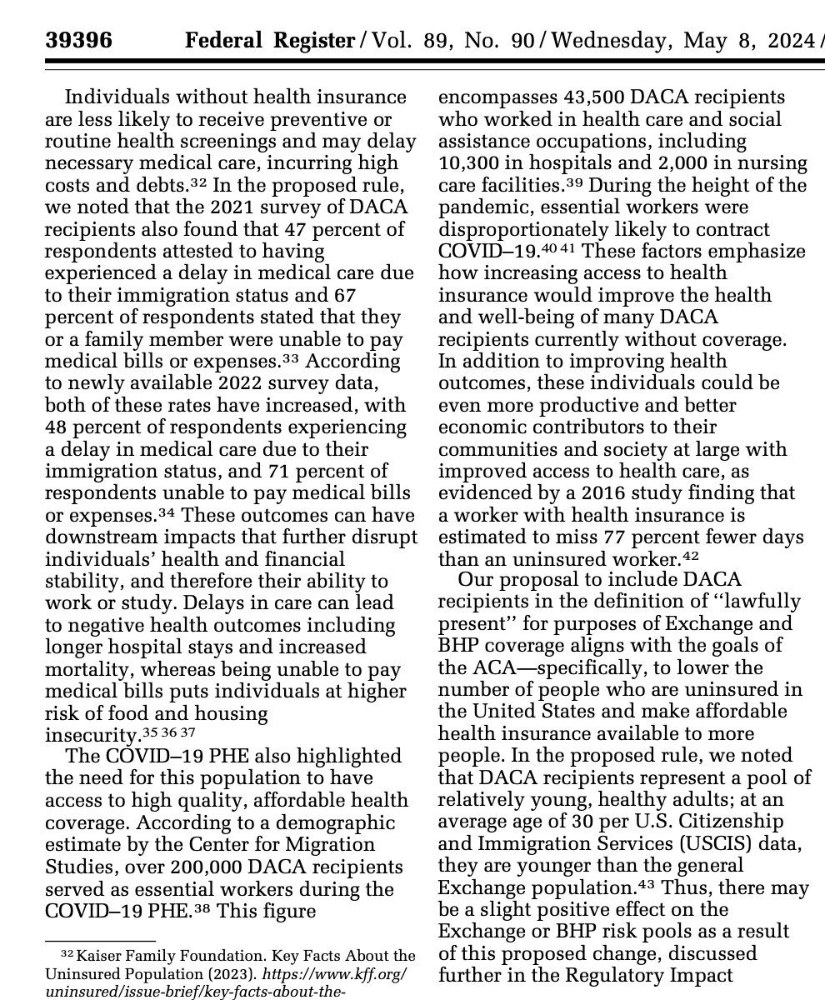 39396 Federal Register / Vol. 89, No. 90 / Wednesday, May 8, 2024 /
Individuals without health insurance
are less likely to receive preventive or
routine health screenings and may delay
necessary medical care, incurring high
costs and debts.³² In the proposed rule,
we noted that the 2021 survey of DACA
recipients also found that 47 percent of
respondents attested to having
experienced a delay in medical care due
to their immigration status and 67
percent of respondents stated that they
or a family member were unable to pay
medical bills or expenses.³³ According
to newly available 2022 survey data,
both of these rates have increased, with
48 percent of respondents experiencing
a delay in medical care due to their
immigration status, and 71 percent of
respondents unable to pay medical bills
or expenses.³⁴ These outcomes can have
downstream impacts that further disrupt
individuals’ health and financial
stability, and therefore their ability to
work or study. Delays in care can lead
to negative health outcomes including
longer hospital stays and increased
mortality, whereas being unable to pay
medical bills puts individuals at higher
risk of food and housing
insecurity.³⁵ ³⁶ ³⁷
The COVID–19 PHE also highlighted
the need for this population to have
access to high quality, affordable health
coverage. According to a demographic
estimate by the Center for Migration
Studies, over 200,000 DACA recipients
served as essential workers during the
COVID–19 PHE.³⁸ This figure
³² Kaiser Family Foundation. Key Facts About the
Uninsured Population (2023). https://www.kff.org/
uninsured/issue-brief/key-facts-about-the-
encompasses 43,500 DACA recipients
who worked in health care and social
assistance occupations, including
10,300 in hospitals and 2,000 in nursing
care facilities.³⁹ During the height of the
pandemic, essential workers were
disproportionately likely to contract
COVID–19.⁴⁰ ⁴¹ These factors emphasize
how increasing access to health
insurance would improve the health
and well-being of many DACA
recipients currently without coverage.
In addition to improving health
outcomes, these individuals could be
even more productive and better
economic contributors to their
communities and society at large with
improved access to health care, as
evidenced by a 2016 study finding that
a worker with health insurance is
estimated to miss 77 percent fewer days
than an uninsured worker.⁴²
Our proposal to include DACA
recipients in the definition of ‘‘lawfully
present’’ for purposes of Exchange and
BHP coverage aligns with the goals of
the ACA—specifically, to lower the
number of people who are uninsured in
the United States and make affordable
health insurance available to more
people. In the proposed rule, we noted
that DACA recipients represent a pool of
relatively young, healthy adults; at an
average age of 30 per U.S. Citizenship
and Immigration Services (USCIS) data,
they are younger than the general
Exchange population.⁴³ Thus, there may
be a slight positive effect on the
Exchange or BHP risk pools as a result
of this proposed change, discussed
further in the Regulatory Impact